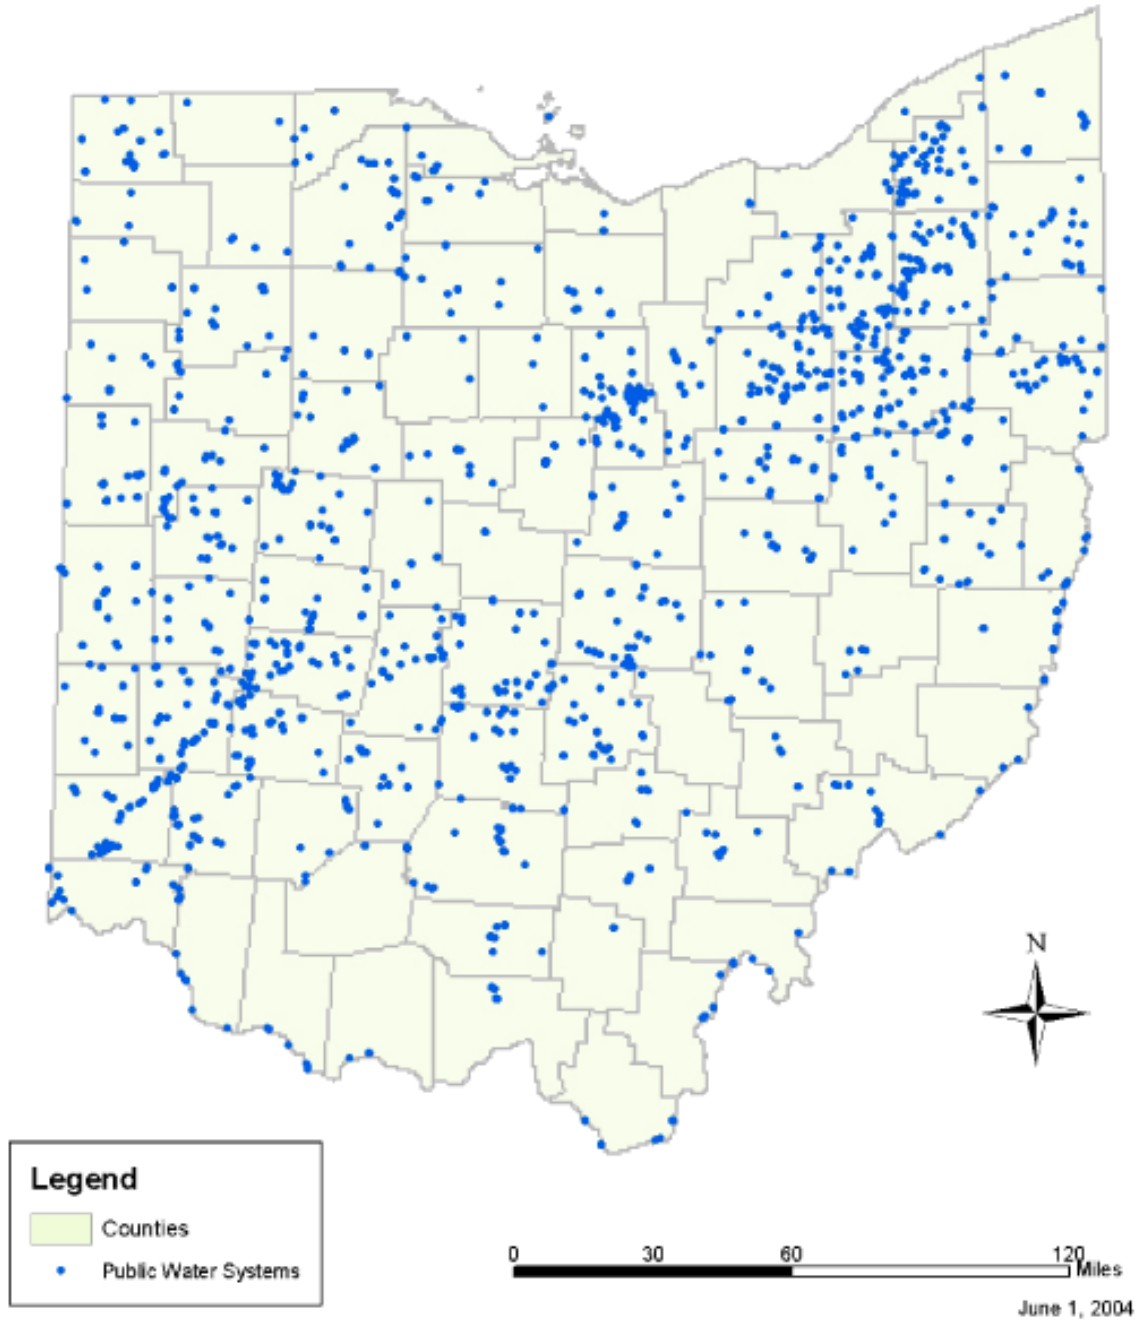 N
Legend
Counties
Public Water Systems
0 30 60 120
Miles
June 1, 2004